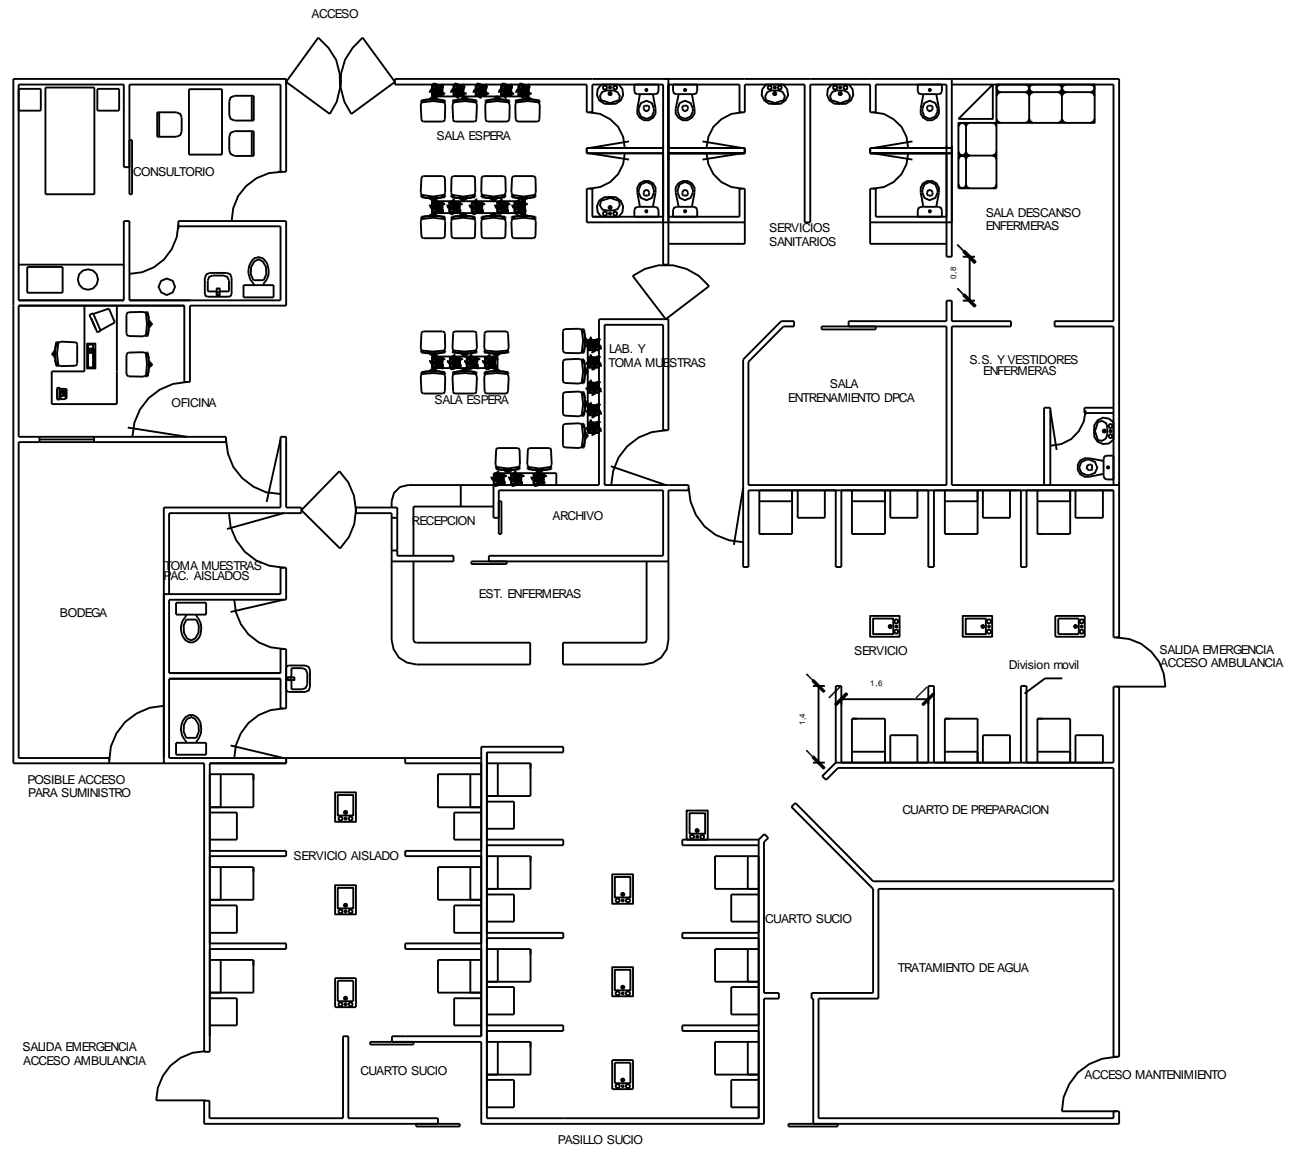 ACCESO
SALA ESPERA
CONSULTORIO
SERVICIOS
SANITARIOS
SALA DESCANSO
ENFERMERAS
0,8
LAB. Y
TOMA MUESTRAS
S.S. Y VESTIDORES
ENFERMERAS
SALA
ENTRENAMIENTO DPCA
OFICINA
SALA ESPERA
BODEGA
RECEPCION
ARCHIVO
TOMA MUESTRAS
PAC. AISLADOS
EST. ENFERMERAS
SERVICIO
SALIDA EMERGENCIA
ACCESO AMBULANCIA
Division movil
1,6
1,4
POSIBLE ACCESO
PARA SUMINISTRO
CUARTO DE PREPARACION
SERVICIO AISLADO
CUARTO SUCIO
TRATAMIENTO DE AGUA
SALIDA EMERGENCIA
ACCESO AMBULANCIA
CUARTO SUCIO
ACCESO MANTENIMIENTO
PASILLO SUCIO